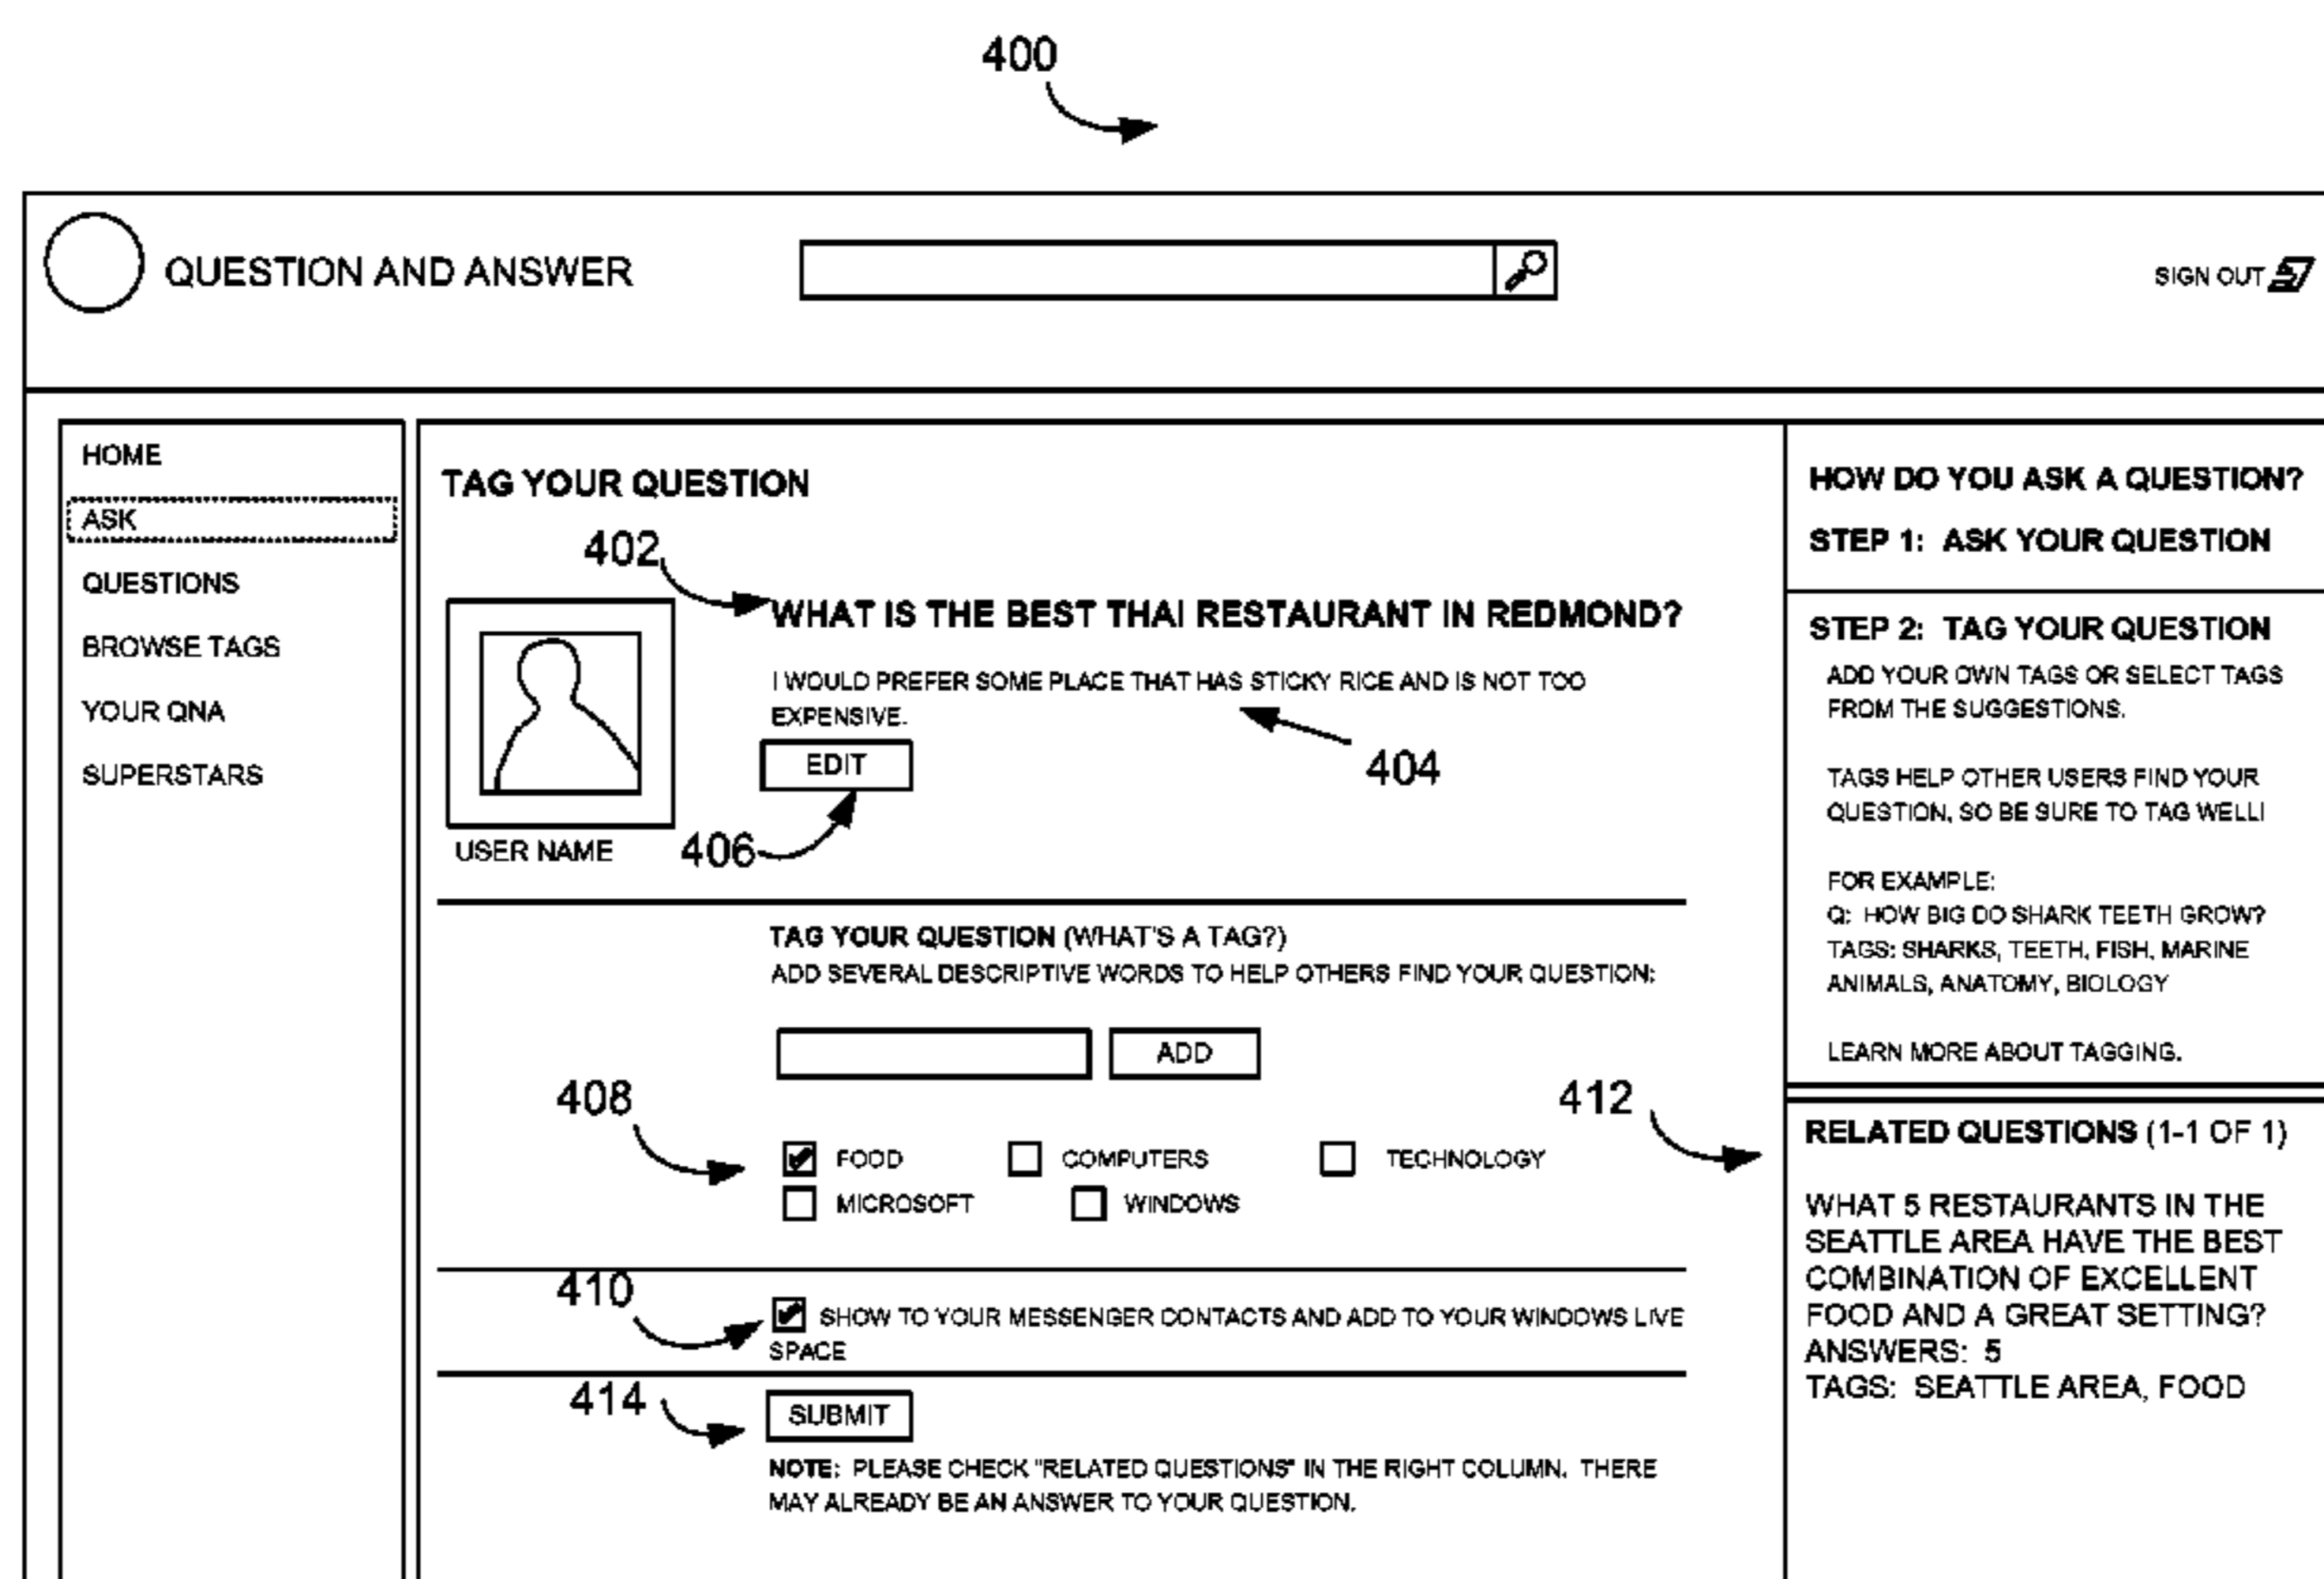 400
QUESTION AND ANSWER
SIGN OUT
HOME
ASK
QUESTIONS
BROWSE TAGS
YOUR QNA
SUPERSTARS
TAG YOUR QUESTION
402
WHAT IS THE BEST THAI RESTAURANT IN REDMOND?
I WOULD PREFER SOME PLACE THAT HAS STICKY RICE AND IS NOT TOO
EXPENSIVE.
404
EDIT
406
USER NAME
TAG YOUR QUESTION (WHAT'S A TAG?)
ADD SEVERAL DESCRIPTIVE WORDS TO HELP OTHERS FIND YOUR QUESTION:
ADD
408
FOOD COMPUTERS TECHNOLOGY
MICROSOFT WINDOWS
410
SHOW TO YOUR MESSENGER CONTACTS AND ADD TO YOUR WINDOWS LIVE
SPACE
414
SUBMIT
NOTE: PLEASE CHECK "RELATED QUESTIONS" IN THE RIGHT COLUMN. THERE
MAY ALREADY BE AN ANSWER TO YOUR QUESTION.
HOW DO YOU ASK A QUESTION?
STEP 1: ASK YOUR QUESTION
STEP 2: TAG YOUR QUESTION
ADD YOUR OWN TAGS OR SELECT TAGS
FROM THE SUGGESTIONS.
TAGS HELP OTHER USERS FIND YOUR
QUESTION, SO BE SURE TO TAG WELL!
FOR EXAMPLE:
Q: HOW BIG DO SHARK TEETH GROW?
TAGS: SHARKS, TEETH, FISH, MARINE
ANIMALS, ANATOMY, BIOLOGY
LEARN MORE ABOUT TAGGING.
412
RELATED QUESTIONS (1-1 OF 1)
WHAT 5 RESTAURANTS IN THE
SEATTLE AREA HAVE THE BEST
COMBINATION OF EXCELLENT
FOOD AND A GREAT SETTING?
ANSWERS: 5
TAGS: SEATTLE AREA, FOOD